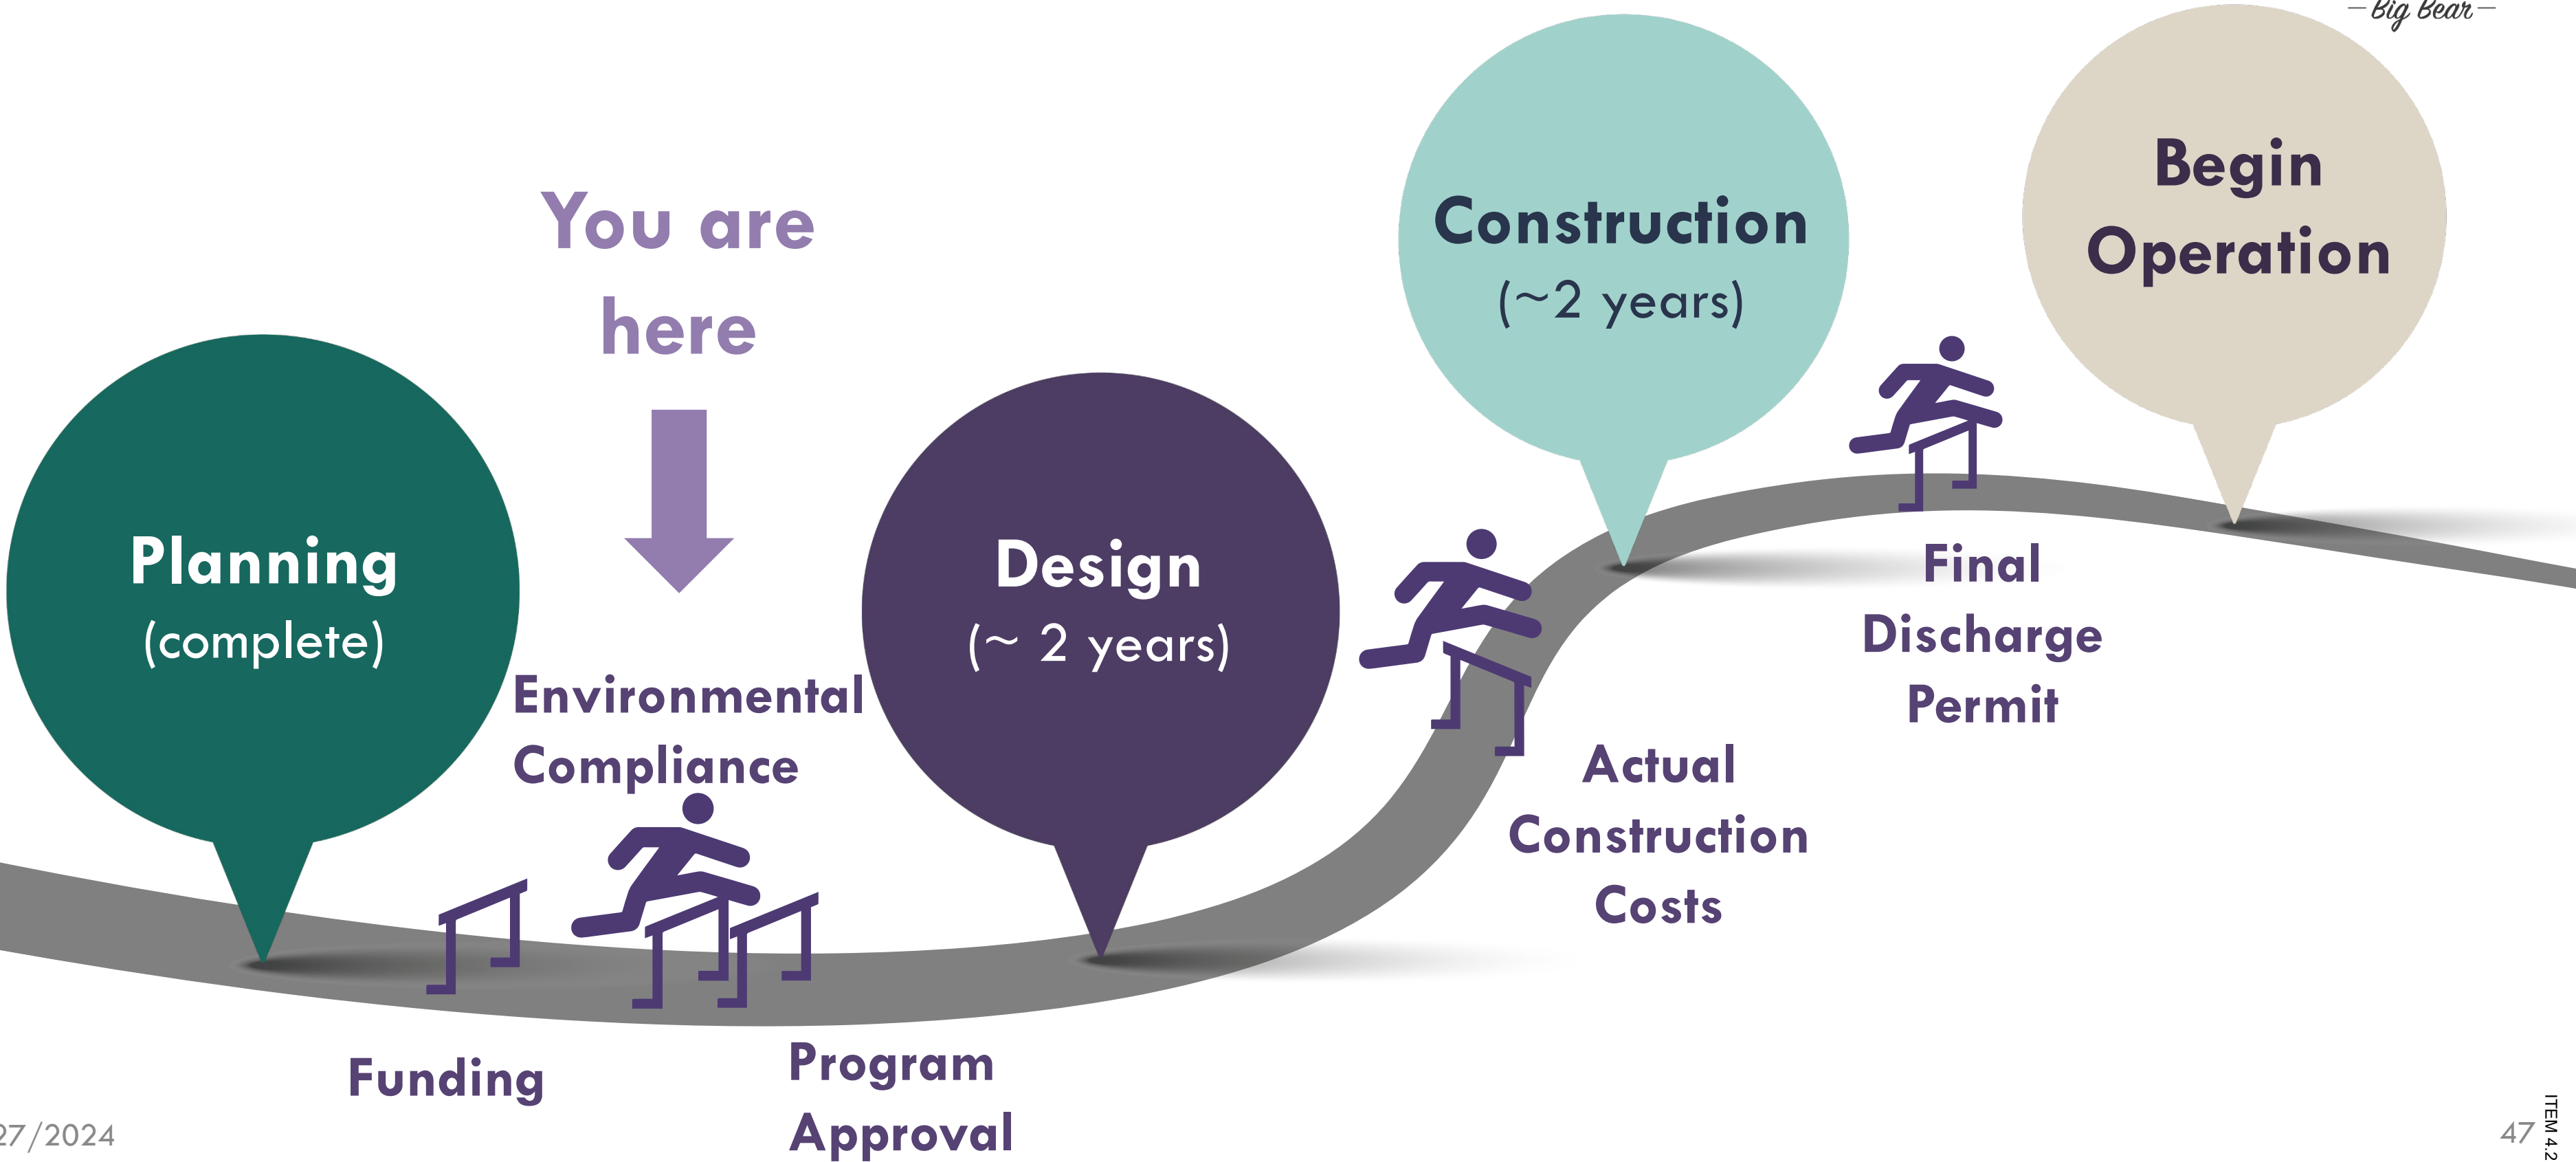 Big Bear
You are
here
Planning
(complete)
Environmental
Compliance
Funding
Program
Approval
Design
(~ 2 years)
Construction
(~2 years)
Actual
Construction
Costs
Begin
Operation
Final
Discharge
Permit
27/2024
47
ITEM 4.2